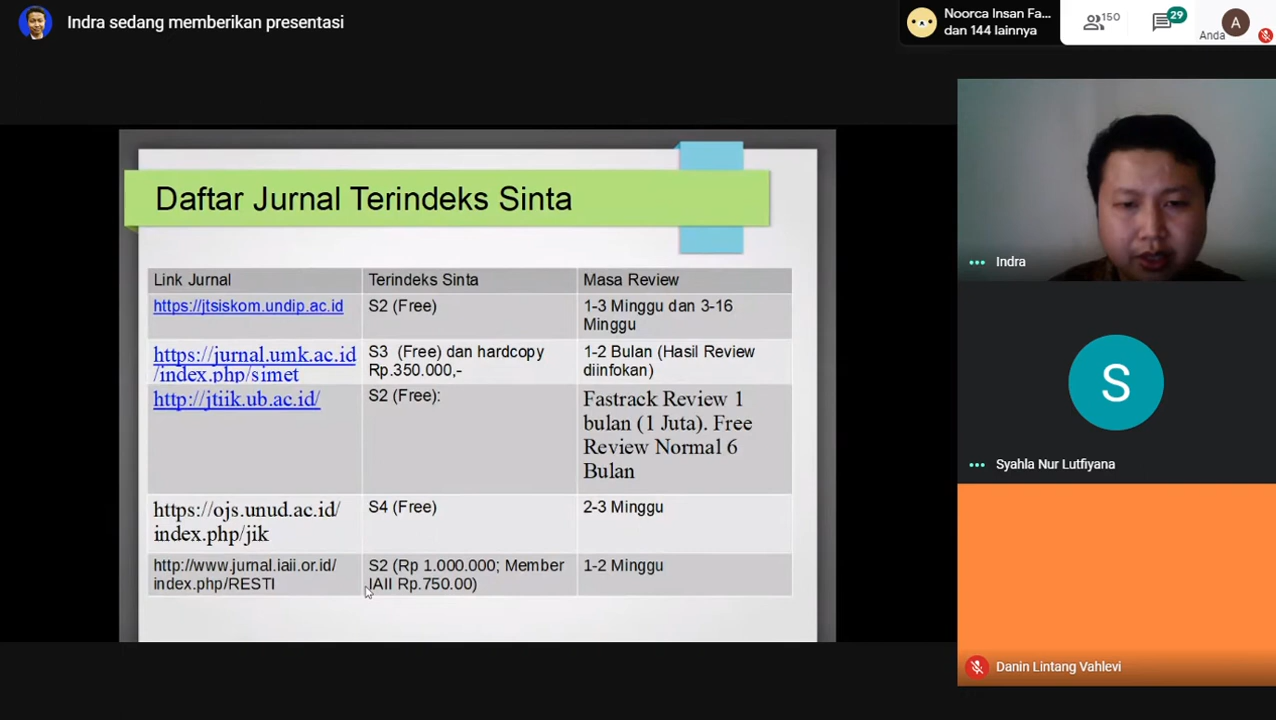 Indra sedang memberikan presentasi
Noorca Insan Fa...
dan 144 lainnya
150
29
A
Anda
Daftar Jurnal Terindeks Sinta
Link Jurnal
Terindeks Sinta
Masa Review
https://jtsiskom.undip.ac.id
S2 (Free)
1-3 Minggu dan 3-16
Minggu
https://jurnal.umk.ac.id
/index.php/simet
S3 (Free) dan hardcopy
Rp.350.000,-
1-2 Bulan (Hasil Review
diinfokan)
http://jtiik.ub.ac.id/
S2 (Free):
Fastrack Review 1
bulan (1 Juta). Free
Review Normal 6
Bulan
https://ojs.unud.ac.id/
index.php/jik
S4 (Free)
2-3 Minggu
http://www.jurnal.iaii.or.id/
index.php/RESTI
S2 (Rp 1.000.000; Member
IAII Rp.750.00)
1-2 Minggu
Indra
S
Syahla Nur Lutfiyana
Danin Lintang Vahlevi